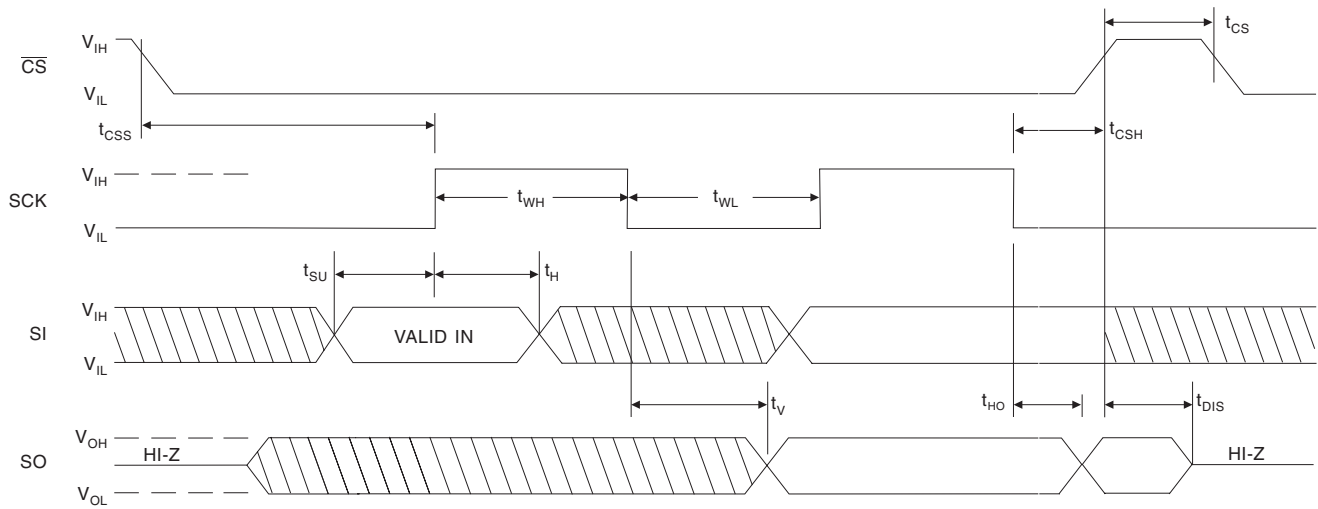 V_IH
t_CS
C̅S̅
V_IL
t_CSS
t_CSH
V_IH
SCK
t_WH
t_WL
V_IL
t_SU
t_H
V_IH
SI
VALID IN
V_IL
t_V
t_HO
t_DIS
V_OH
SO
HI-Z
HI-Z
V_OL